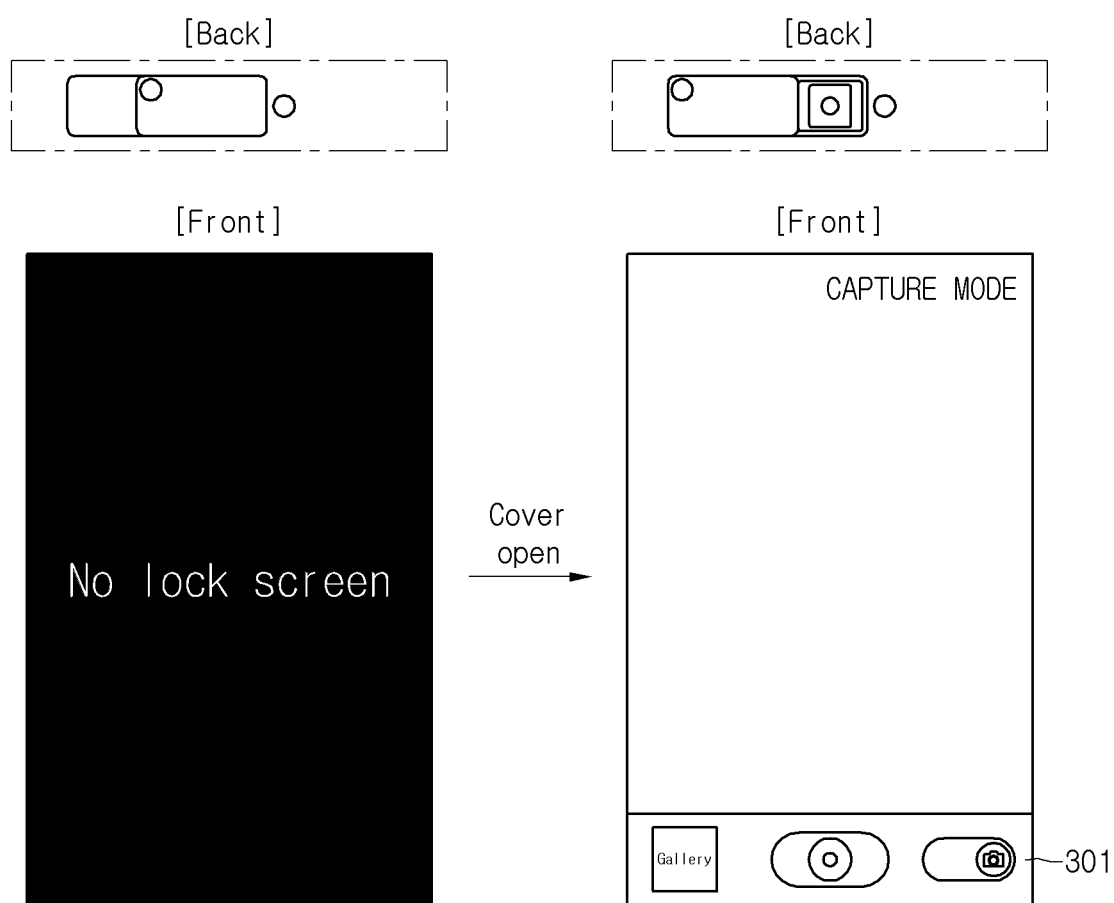 [Back]
[Back]
[Front]
[Front]
CAPTURE MODE
Cover
open
No lock screen
Gallery
301